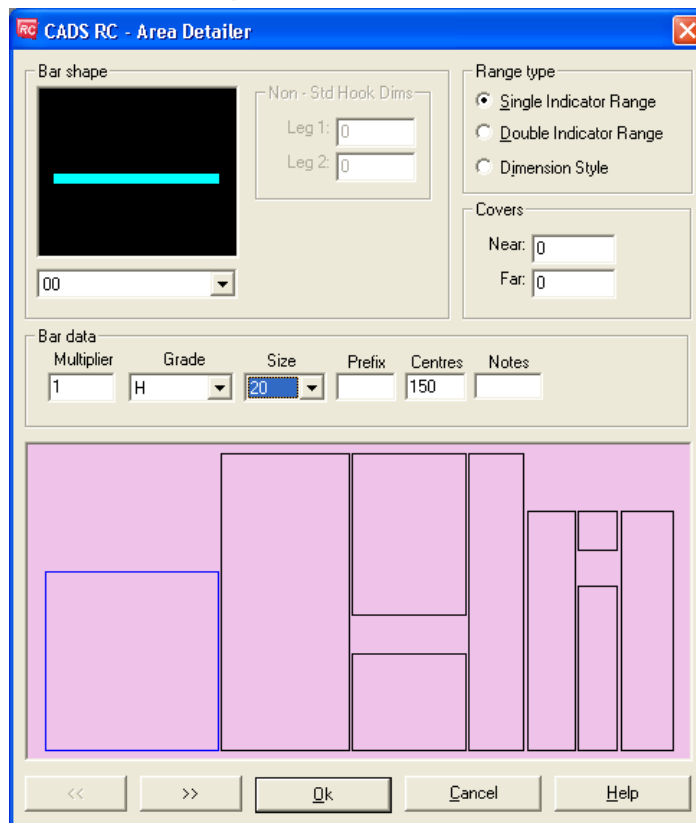 RC CADS RC - Area Detailer
Bar shape
Non - Std Hook Dims
Leg 1: 0
Leg 2: 0
00
Range type
Single Indicator Range
Double Indicator Range
Dimension Style
Covers
Near: 0
Far: 0
Bar data
Multiplier Grade Size Prefix Centres Notes
1 H 20 150
<< >> Ok Cancel Help